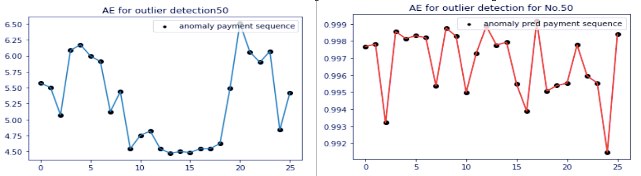 AE for outlier detection50
anomaly payment sequence
6.50
6.25
6.00
5.75
5.50
5.25
5.00
4.75
4.50
0 5 10 15 20 25
AE for outlier detection for No.50
anomaly pred payment sequence
0.999
0.998
0.996
0.995
0.994
0.993
0.992
0 5 10 15 20 25